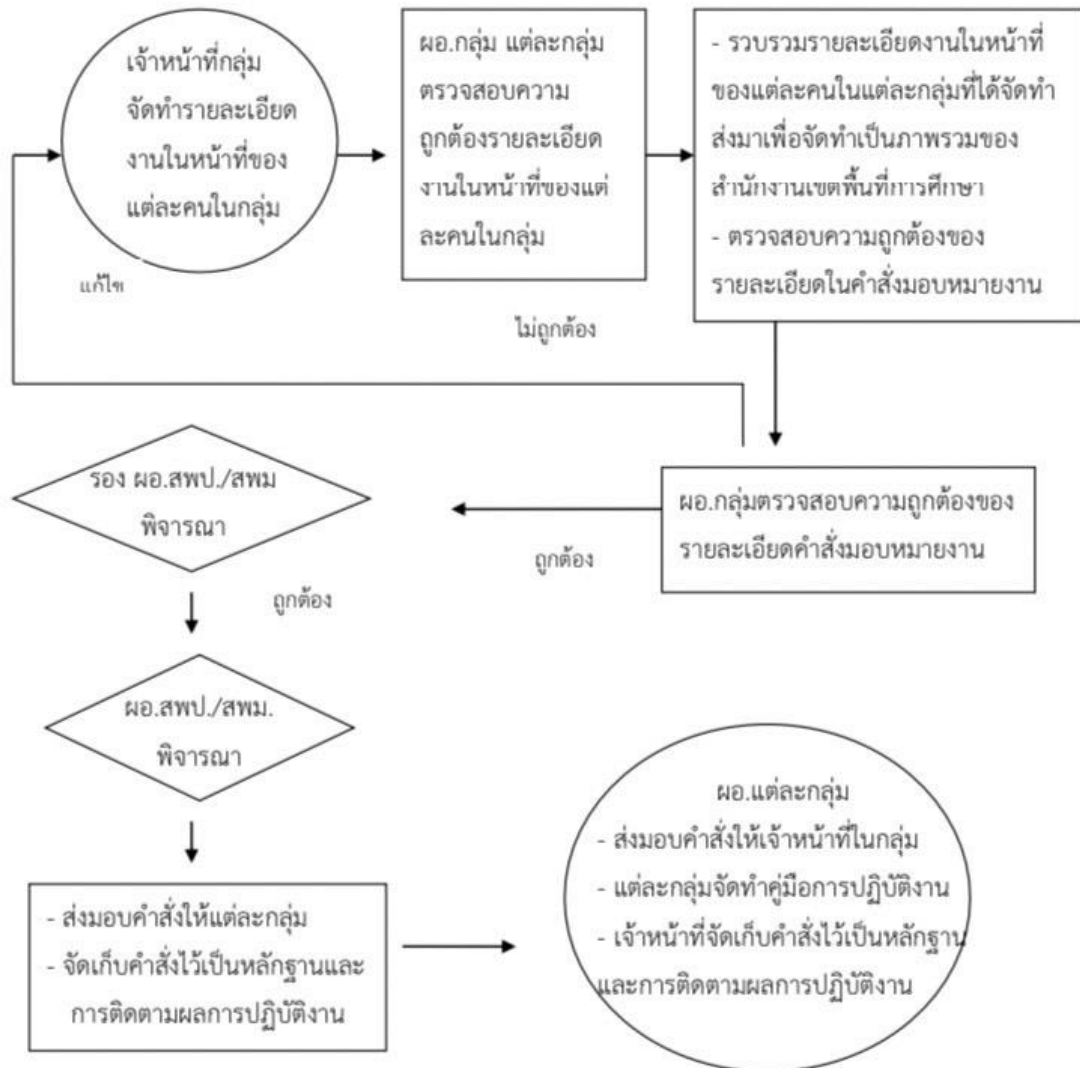 เจ้าหน้าที่กลุ่ม
จัดทำรายละเอียด
งานในหน้าที่ของ
แต่ละคนในกลุ่ม
ผอ.กลุ่ม แต่ละกลุ่ม
ตรวจสอบความ
ถูกต้องรายละเอียด
งานในหน้าที่ของแต่
ละคนในกลุ่ม
- รวบรวมรายละเอียดงานในหน้าที่
ของแต่ละคนในแต่ละกลุ่มที่ได้จัดทำ
ส่งมาเพื่อจัดทำเป็นภาพรวมของ
สำนักงานเขตพื้นที่การศึกษา
- ตรวจสอบความถูกต้องของ
รายละเอียดในคำสั่งมอบหมายงาน
แก้ไข
ไม่ถูกต้อง
รอง ผอ.สพป./สพม
พิจารณา
ผอ.กลุ่มตรวจสอบความถูกต้องของ
รายละเอียดคำสั่งมอบหมายงาน
ถูกต้อง
ถูกต้อง
ผอ.สพป./สพม.
พิจารณา
- ส่งมอบคำสั่งให้แต่ละกลุ่ม
- จัดเก็บคำสั่งไว้เป็นหลักฐานและ
การติดตามผลการปฏิบัติงาน
ผอ.แต่ละกลุ่ม
- ส่งมอบคำสั่งให้เจ้าหน้าที่ในกลุ่ม
- แต่ละกลุ่มจัดทำคู่มือการปฏิบัติงาน
- เจ้าหน้าที่จัดเก็บคำสั่งไว้เป็นหลักฐาน
และการติดตามผลการปฏิบัติงาน